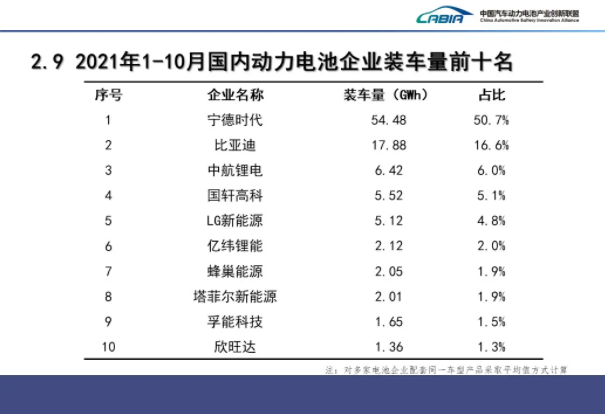 CABIA
中国汽车动力电池产业创新联盟
China Automotive Battery Innovation Alliance
2.9 2021年1-10月国内动力电池企业装车量前十名
序号 企业名称 装车量（GWh） 占比
1 宁德时代 54.48 50.7%
2 比亚迪 17.88 16.6%
3 中航锂电 6.42 6.0%
4 国轩高科 5.52 5.1%
5 LG新能源 5.12 4.8%
6 亿纬锂能 2.12 2.0%
7 蜂巢能源 2.05 1.9%
8 塔菲尔新能源 2.01 1.9%
9 孚能科技 1.65 1.5%
10 欣旺达 1.36 1.3%
注：对多家电池企业配套同一车型产品采取平均值方式计算